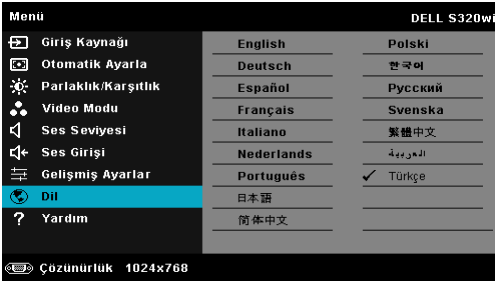 Menü DELL S320wi
Giriş Kaynağı
Otomatik Ayarla
Parlaklık/Karşıtlık
Video Modu
Ses Seviyesi
Ses Girişi
Gelişmiş Ayarlar
Dil
? Yardım
English
Deutsch
Español
Français
Italiano
Nederlands
Português
日本語
简体中文
Polski
한국어
Русский
Svenska
繁體中文
العربية
✓ Türkçe
Çözünürlük 1024x768